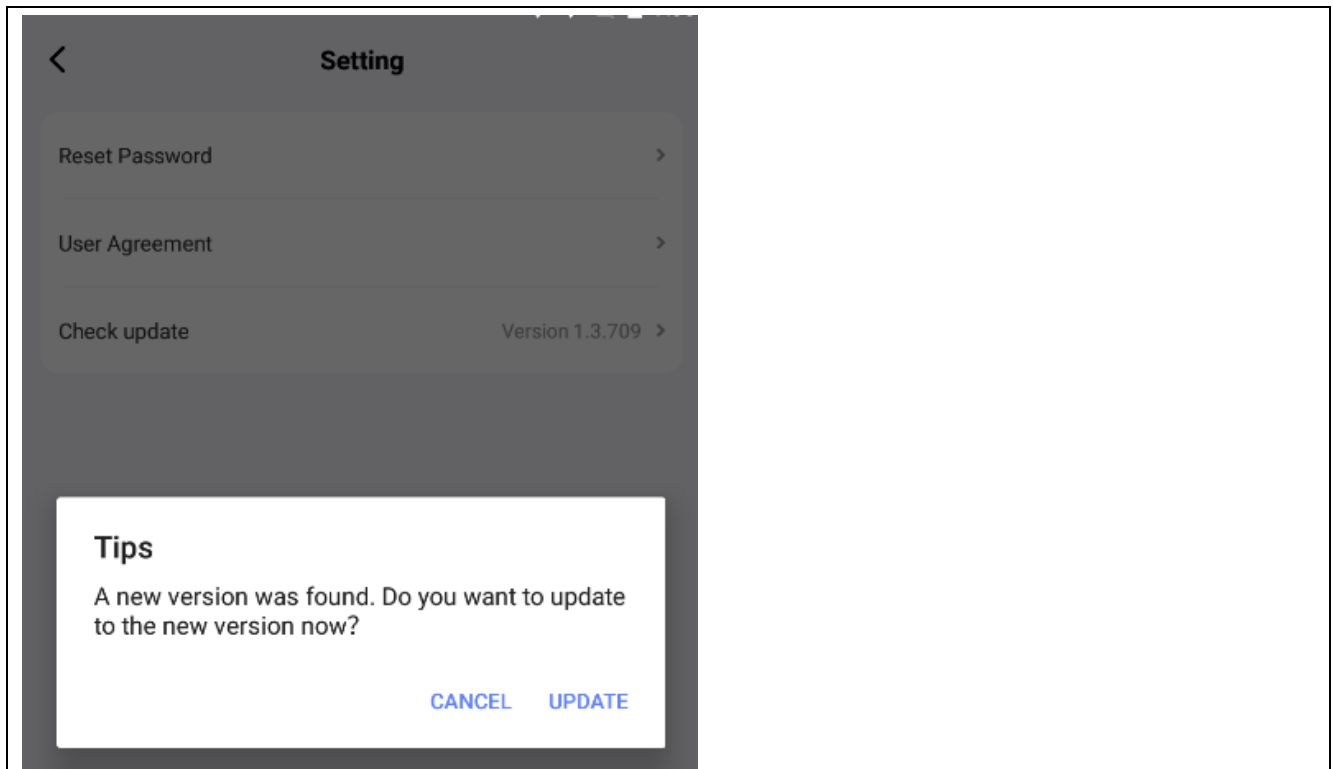 Setting
Reset Password
User Agreement
Check update Version 1.3.709
Tips
A new version was found. Do you want to update
to the new version now?
CANCEL UPDATE